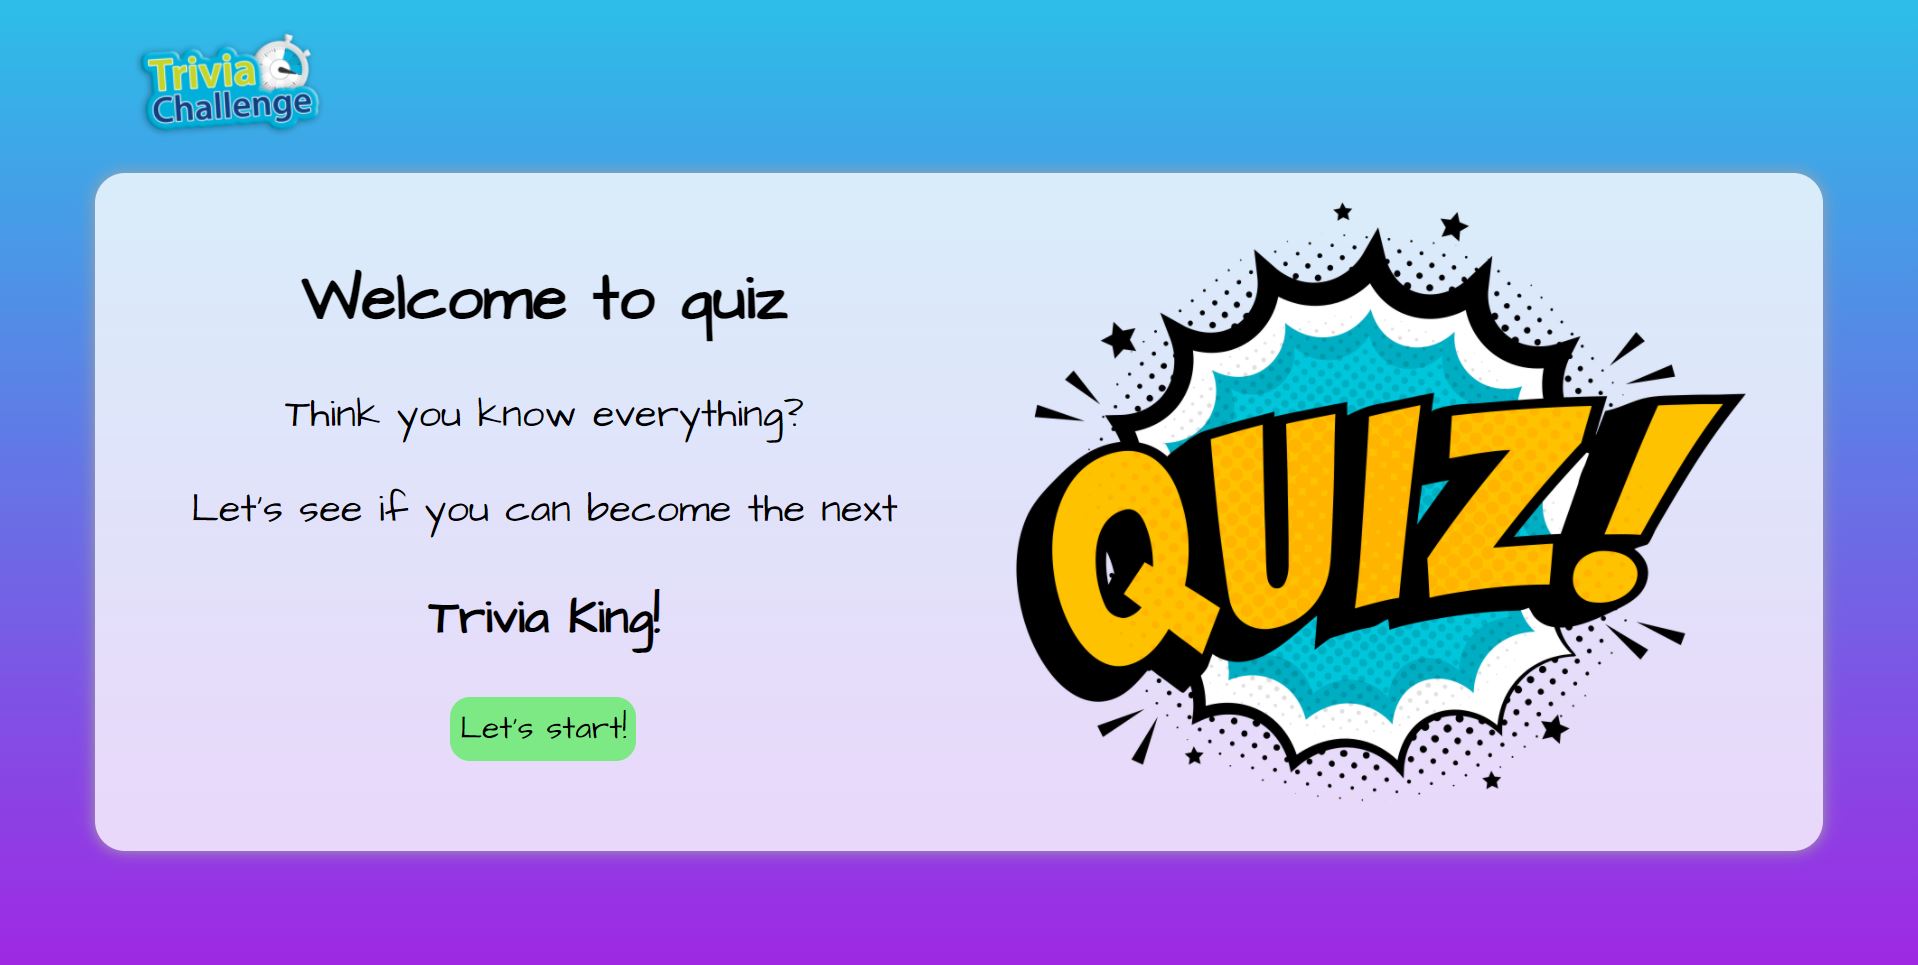 Trivia
Challenge
Welcome to quiz
Think you know everything?
Let's see if you can become the next
Trivia King!
Let's start!
QUIZ!